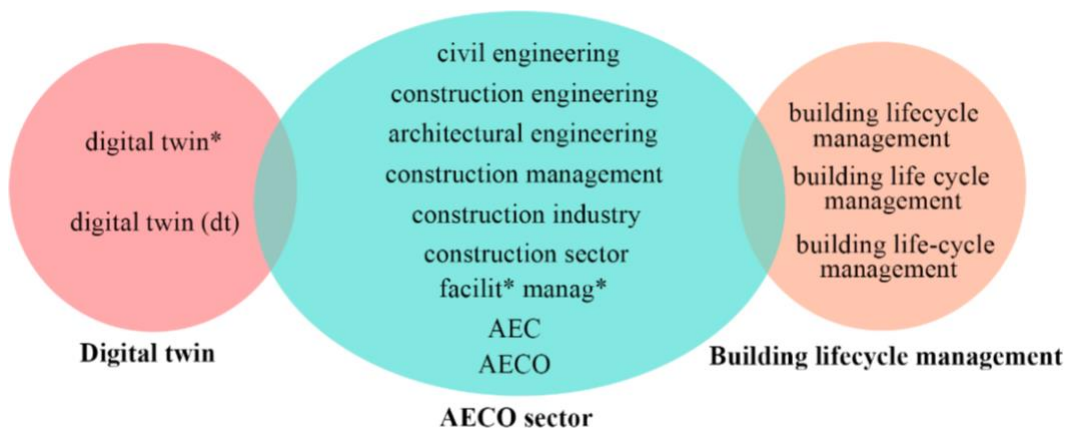 digital twin*
digital twin (dt)
Digital twin
civil engineering
construction engineering
architectural engineering
construction management
construction industry
construction sector
facilit* manag*
AEC
AECO
AECO sector
building lifecycle
management
building life cycle
management
building life-cycle
management
Building lifecycle management